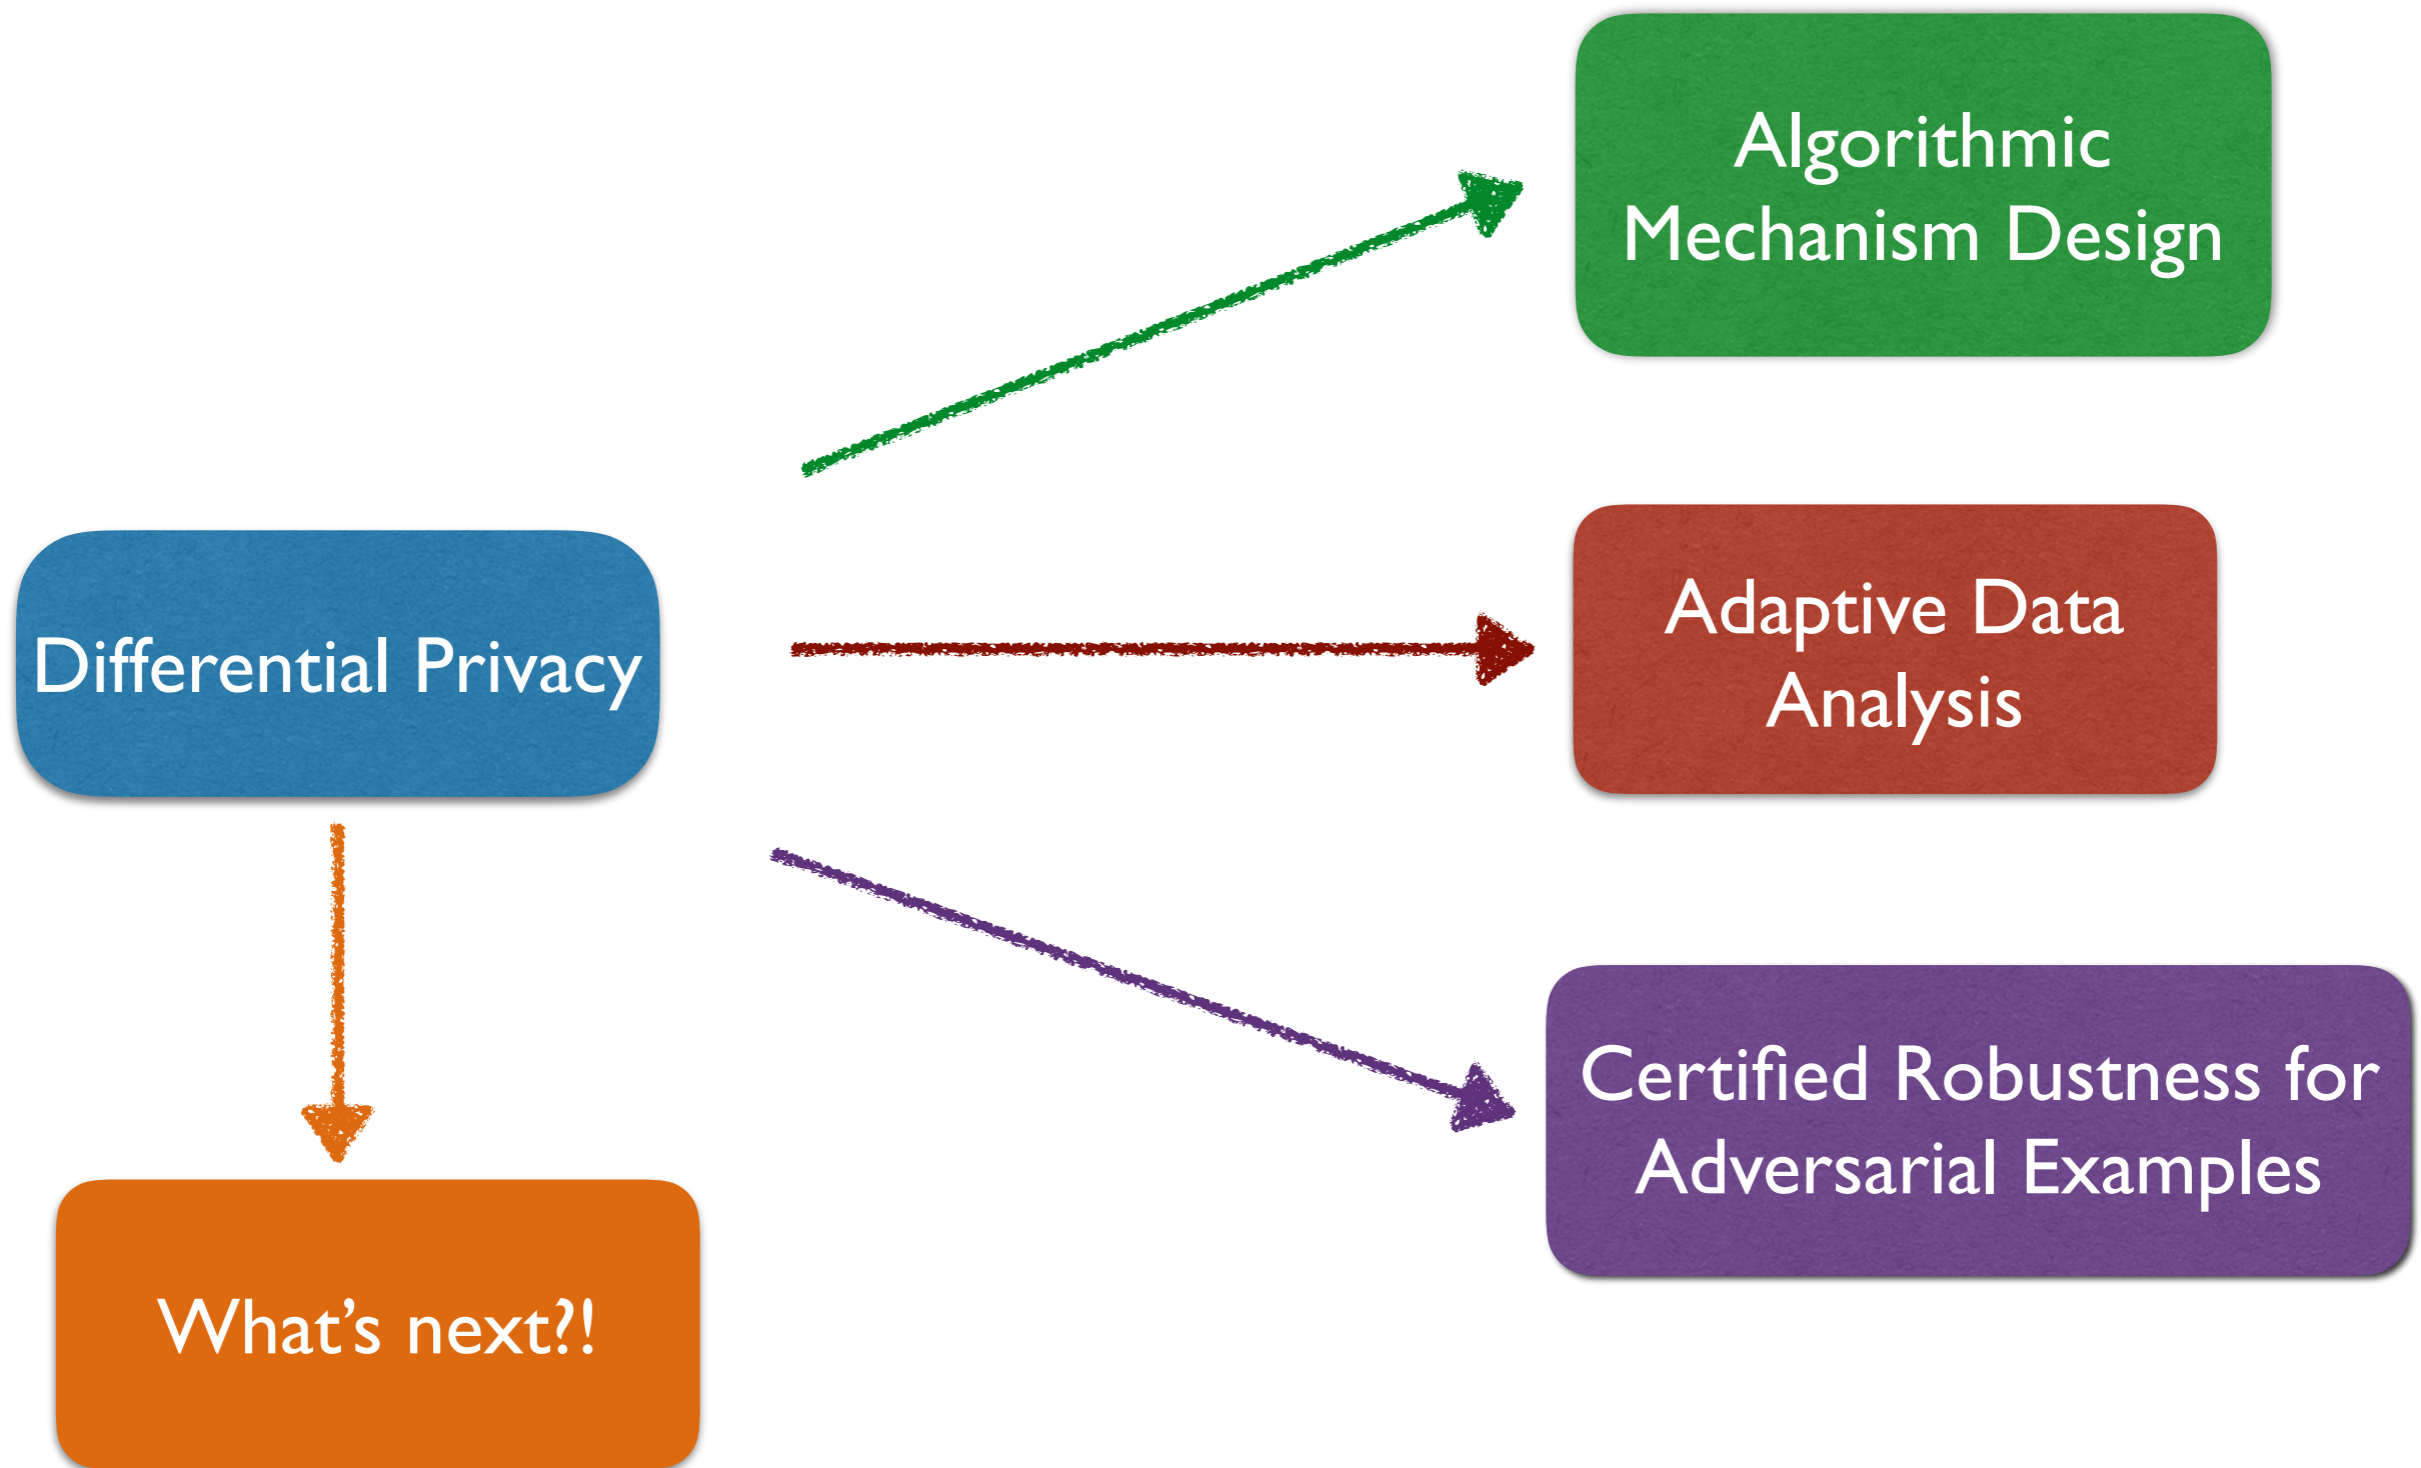 Algorithmic
Mechanism Design
Differential Privacy
Adaptive Data
Analysis
Certified Robustness for
Adversarial Examples
What’s next?!